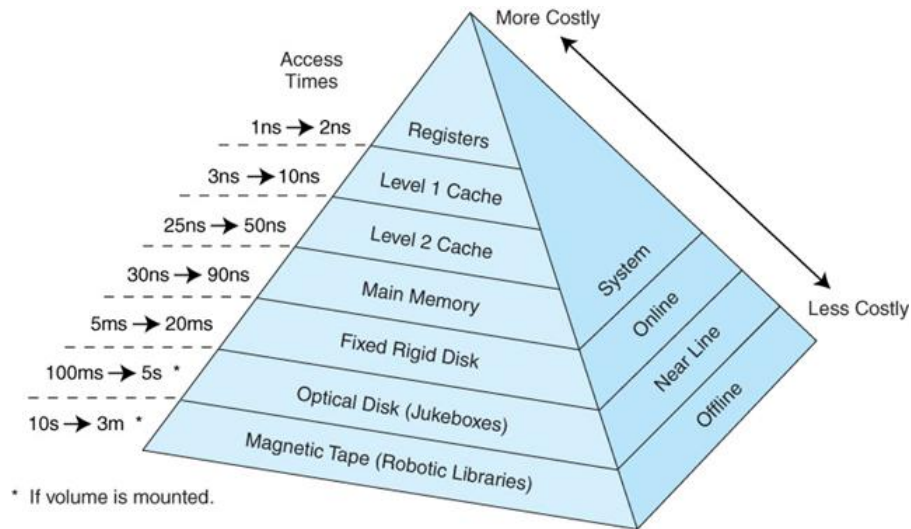 More Costly
Access
Times
1ns → 2ns
Registers
3ns → 10ns
Level 1 Cache
25ns → 50ns
Level 2 Cache
System
30ns → 90ns
Main Memory
Online
Less Costly
5ms → 20ms
Fixed Rigid Disk
Near Line
100ms → 5s *
Optical Disk (Jukeboxes)
Offline
10s → 3m *
Magnetic Tape (Robotic Libraries)
* If volume is mounted.